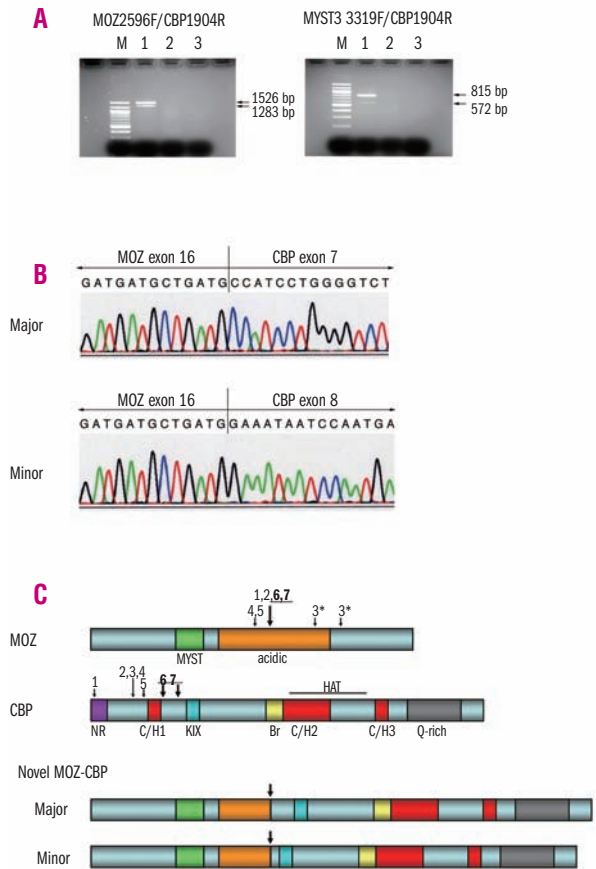 A
MOZ2596F/CBP1904R
M 1 2 3
1526 bp
1283 bp
MYST3 3319F/CBP1904R
M 1 2 3
815 bp
572 bp
B
MOZ exon 16 CBP exon 7
GATGATGCTGATGCCATCCTGGGGTCT
Major
MOZ exon 16 CBP exon 8
GATGATGCTGATGGAAATAATCCAATGA
Minor
C
1,2,6,7
4,5 3* 3*
MOZ
MYST acidic
2,3,4
1 5 6 7 HAT
CBP
NR C/H1 KIX Br C/H2 C/H3 Q-rich
Novel MOZ-CBP
Major
Minor